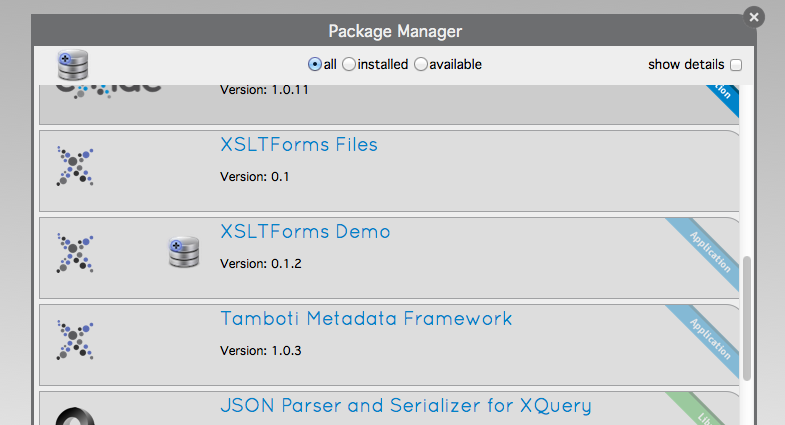 Package Manager
all installed available show details
Version: 1.0.11
XSLTForms Files
Version: 0.1
XSLTForms Demo
Application
Version: 0.1.2
Tamboti Metadata Framework
Application
Version: 1.0.3
JSON Parser and Serializer for XQuery